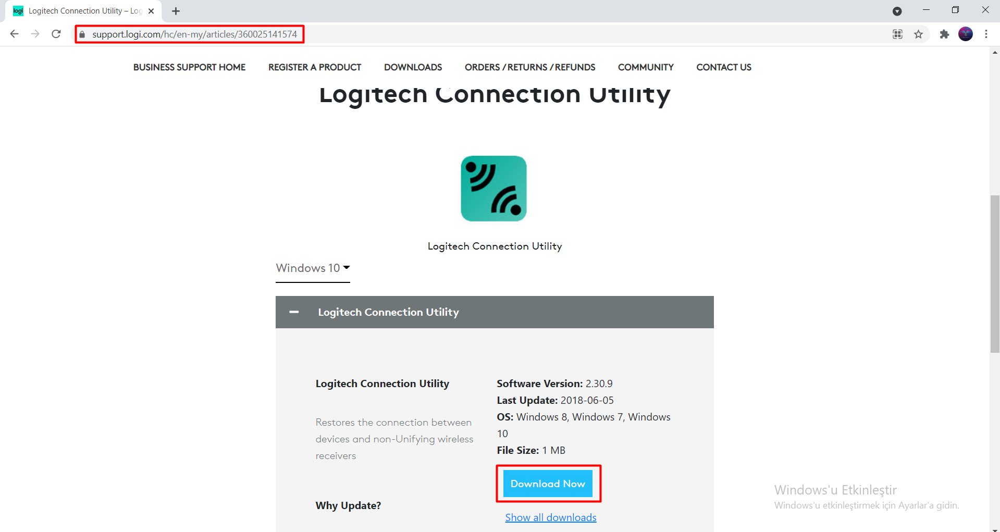 logi
Logitech Connection Utility – Log
support.logi.com/hc/en-my/articles/360025141574
BUSINESS SUPPORT HOME REGISTER A PRODUCT DOWNLOADS ORDERS / RETURNS / REFUNDS COMMUNITY CONTACT US
Logitech Connection Utility
Logitech Connection Utility
Windows 10
Logitech Connection Utility
Logitech Connection Utility
Restores the connection between
devices and non-Unifying wireless
receivers
Why Update?
Software Version: 2.30.9
Last Update: 2018-06-05
OS: Windows 8, Windows 7, Windows
10
File Size: 1 MB
Download Now
Show all downloads
Windows'u Etkinleştir
Windows'u etkinleştirmek için Ayarlar'a gidin.